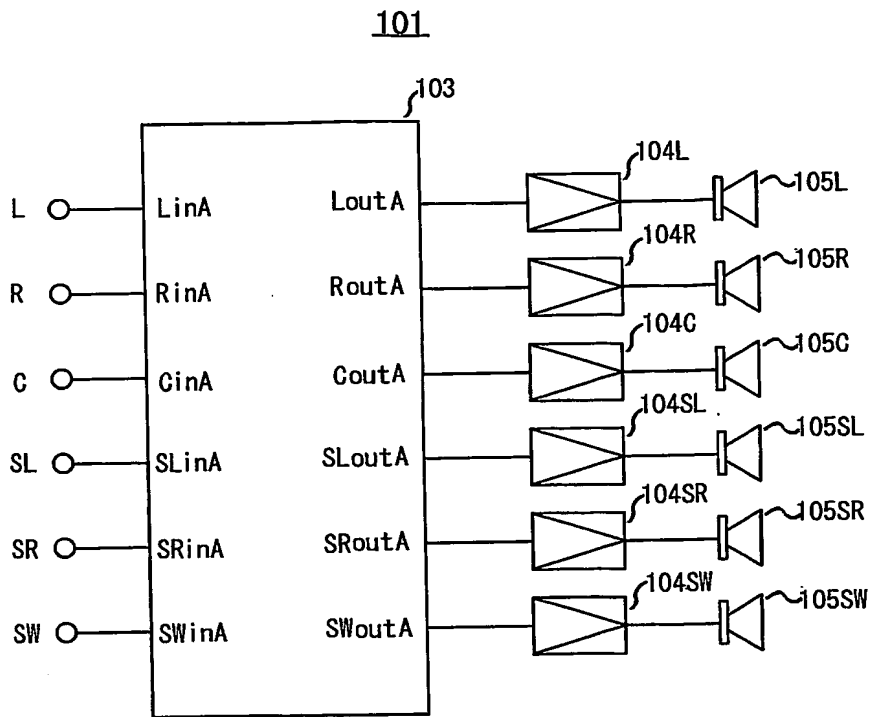 101
103
L LinA LoutA 104L 105L
R RinA RoutA 104R 105R
C CinA CoutA 104C 105C
SL SLinA SLoutA 104SL 105SL
SR SRinA SRoutA 104SR 105SR
SW SWinA SWoutA 104SW 105SW